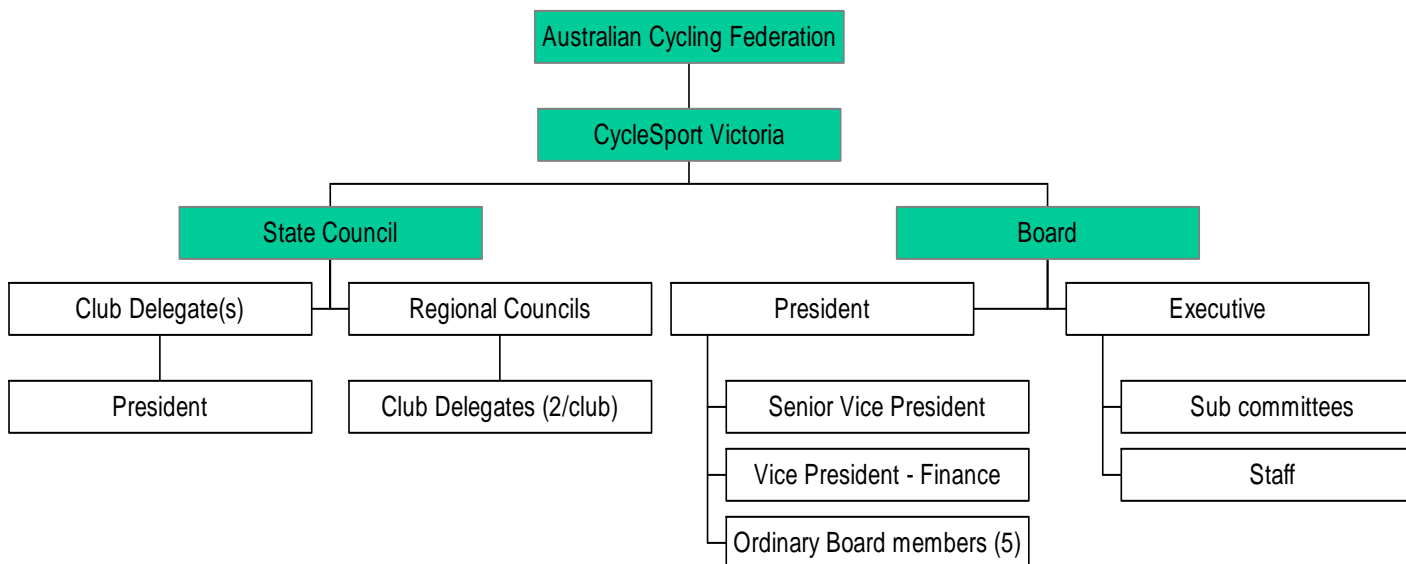 Australian Cycling Federation
CycleSport Victoria
State Council
Board
Club Delegate(s)
Regional Councils
President
Executive
President
Club Delegates (2/club)
Senior Vice President
Sub committees
Vice President - Finance
Staff
Ordinary Board members (5)